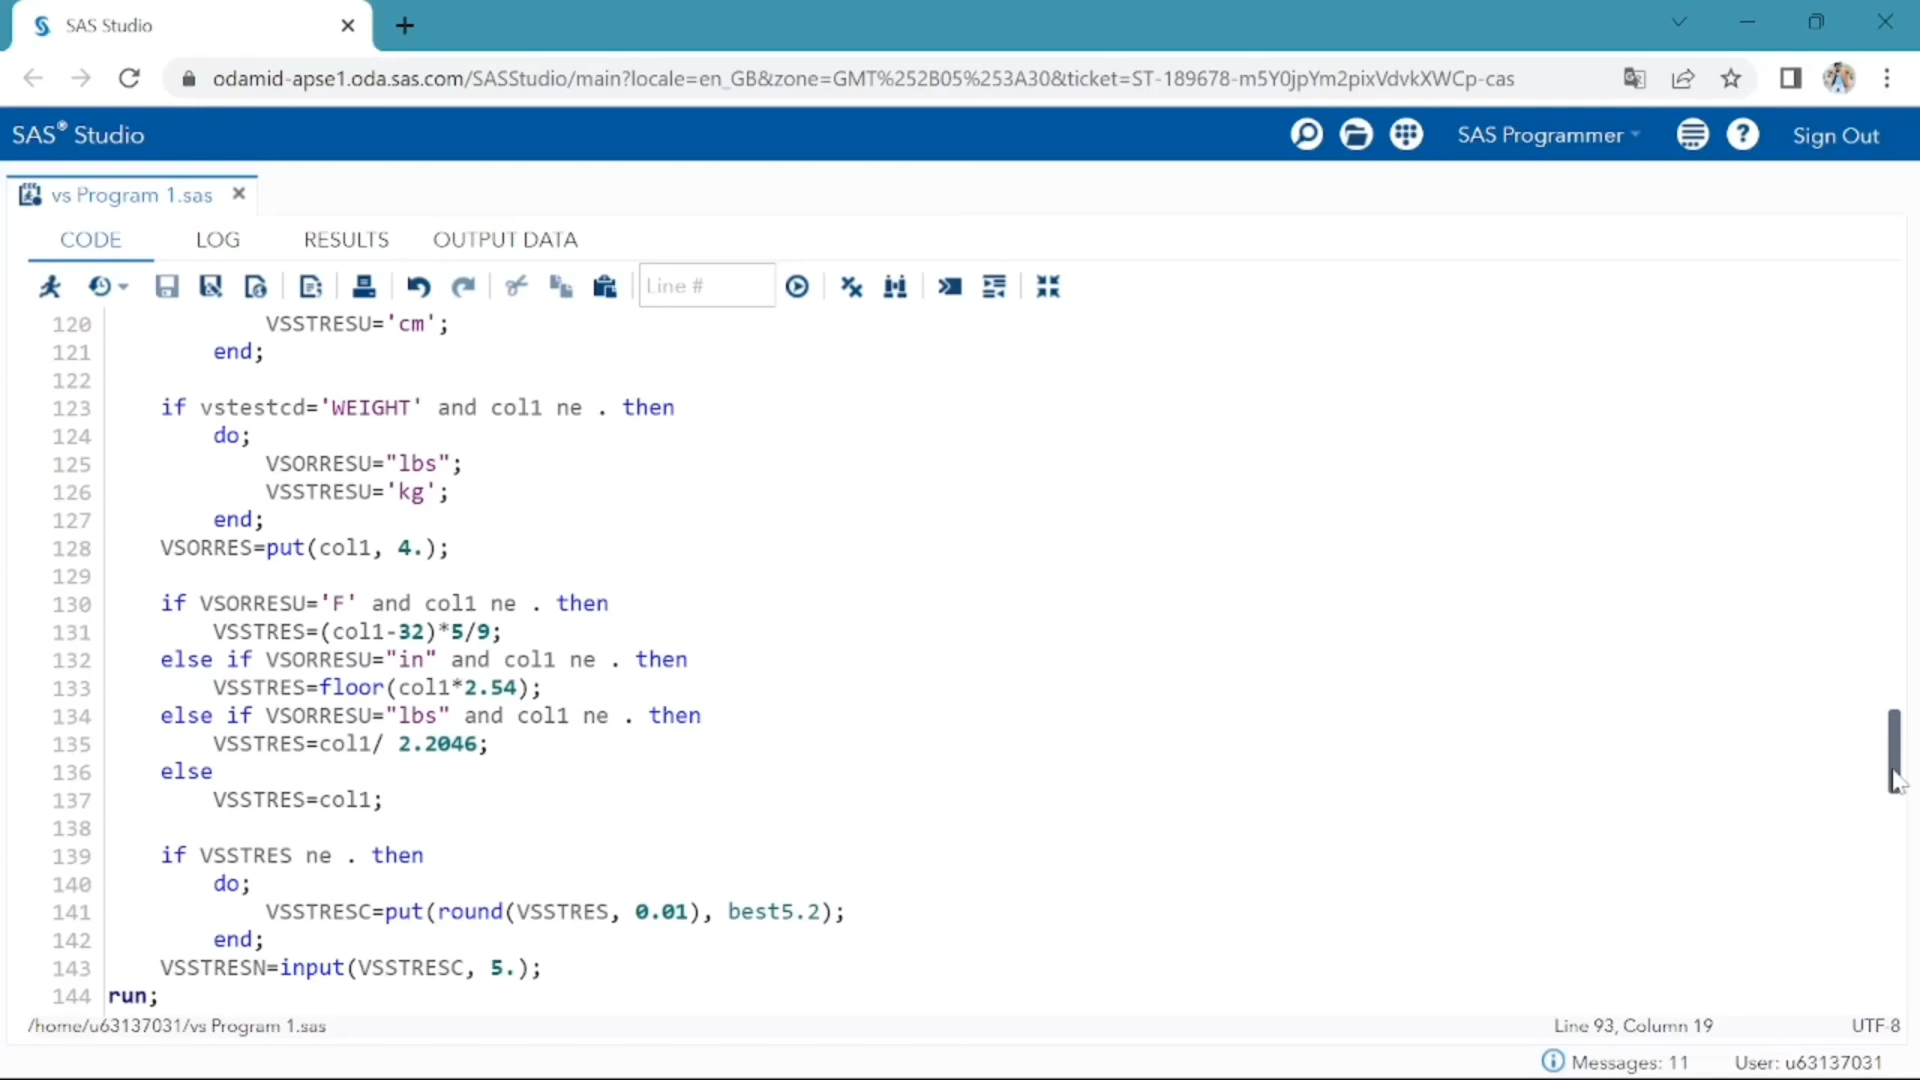 SAS Studio
odamid-apse1.oda.sas.com/SASStudio/main?locale=en_GB&zone=GMT%252B05%253A30&ticket=ST-189678-m5Y0jpYm2pixVdvkXWCp-cas
SAS® Studio
SAS Programmer
Sign Out
vs Program 1.sas
CODE LOG RESULTS OUTPUT DATA
Line #
120 VSSTRESU='cm';
121 end;
122
123 if vstestcd='WEIGHT' and col1 ne . then
124 do;
125 VSORRESU="lbs";
126 VSSTRESU='kg';
127 end;
128 VSORRES=put(col1, 4.);
129
130 if VSORRESU='F' and col1 ne . then
131 VSSTRES=(col1-32)*5/9;
132 else if VSORRESU="in" and col1 ne . then
133 VSSTRES=floor(col1*2.54);
134 else if VSORRESU="lbs" and col1 ne . then
135 VSSTRES=col1/ 2.2046;
136 else
137 VSSTRES=col1;
138
139 if VSSTRES ne . then
140 do;
141 VSSTRESC=put(round(VSSTRES, 0.01), best5.2);
142 end;
143 VSSTRESN=input(VSSTRESC, 5.);
144 run;
/home/u63137031/vs Program 1.sas
Line 93, Column 19
UTF-8
Messages: 11
User: u63137031